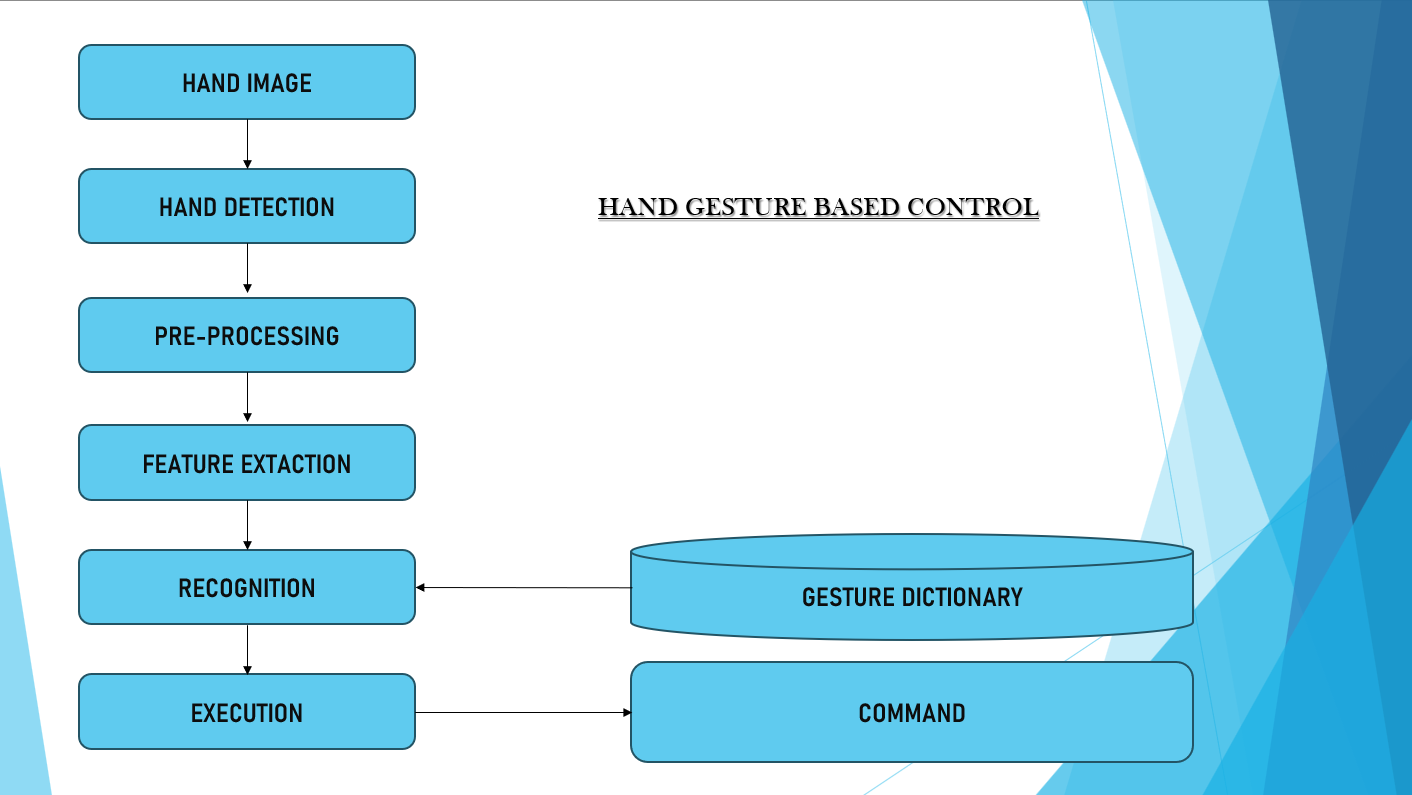 HAND IMAGE
HAND DETECTION
HAND GESTURE BASED CONTROL
PRE-PROCESSING
FEATURE EXTACTION
RECOGNITION
GESTURE DICTIONARY
EXECUTION
COMMAND